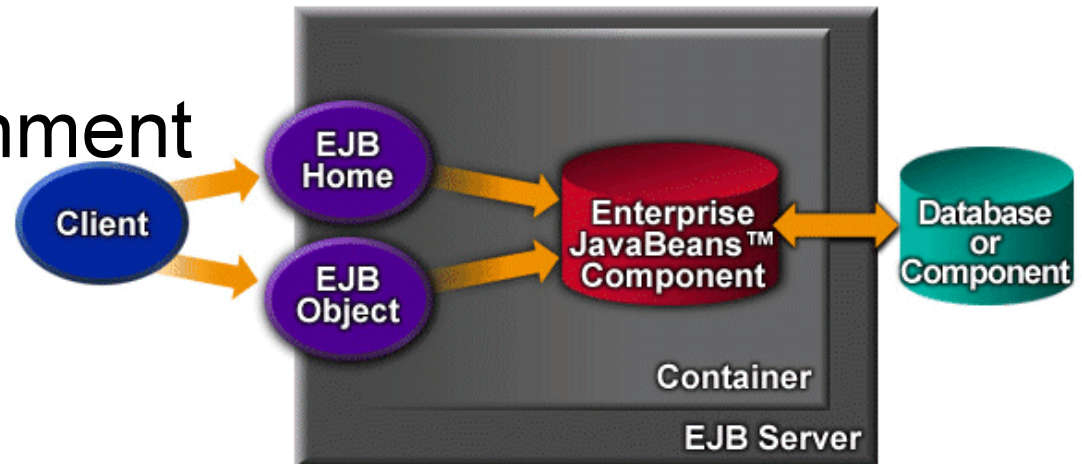 nment
Client
EJB
Home
EJB
Object
Enterprise
JavaBeans™
Component
Database
or
Component
Container
EJB Server